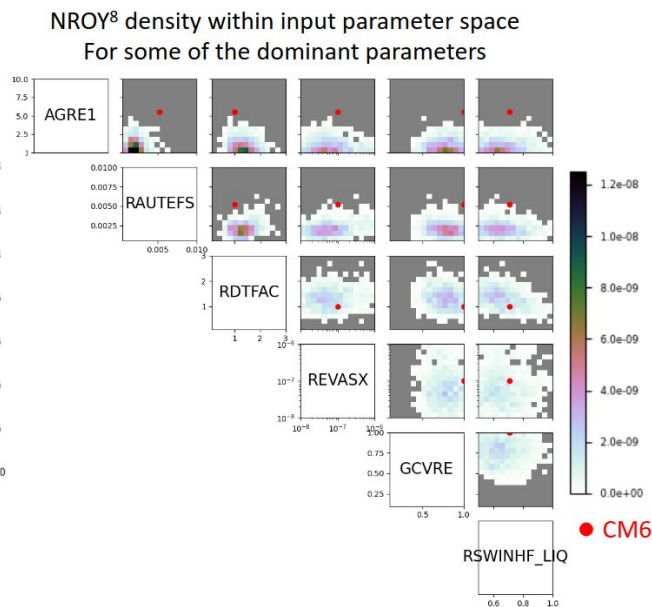 NROY⁸ density within input parameter space
For some of the dominant parameters
10.0
7.5
5.0
2.5
AGRE1
0.0100
0.0075
0.0050
0.0025
RAUTEFS
0.005 0.010
3
2
1
RDTFAC
1 2 3
10⁻⁶
10⁻⁷
10⁻⁸
REVASX
10⁻⁸ 10⁻⁷ 10⁻⁶
1.00
0.75
0.50
0.25
GCVRE
0.5 1.0
RSWINHF_LIQ
0.6 0.8 1.0
1.2e-08
1.0e-08
8.0e-09
6.0e-09
4.0e-09
2.0e-09
0.0e+00
CM6